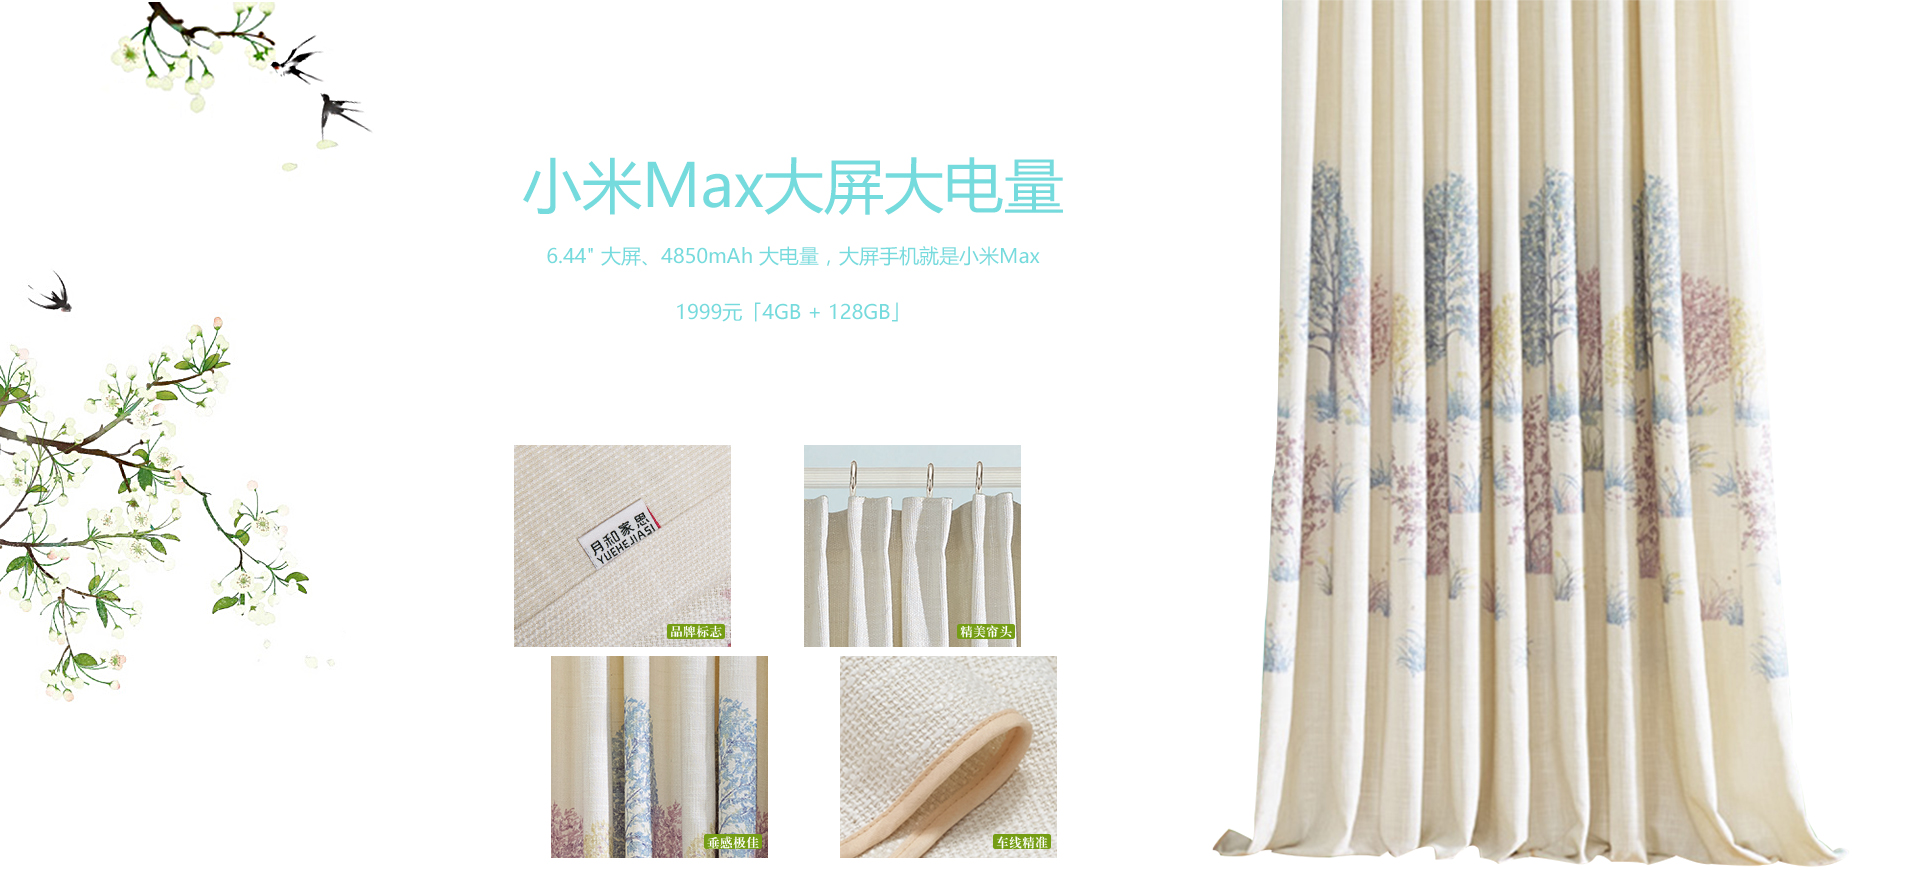 小米Max大屏大电量
6.44" 大屏、4850mAh 大电量，大屏手机就是小米Max
1999元「4GB + 128GB」
月和家思
YUEHEJIASI
品牌标志
精美帘头
垂感极佳
车线精准